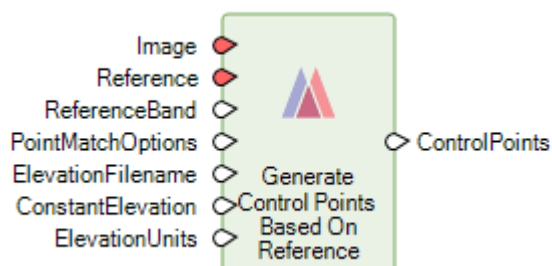 Image
Reference
ReferenceBand
PointMatchOptions
ElevationFilename
ConstantElevation
ElevationUnits
Generate
Control Points
Based On
Reference
ControlPoints